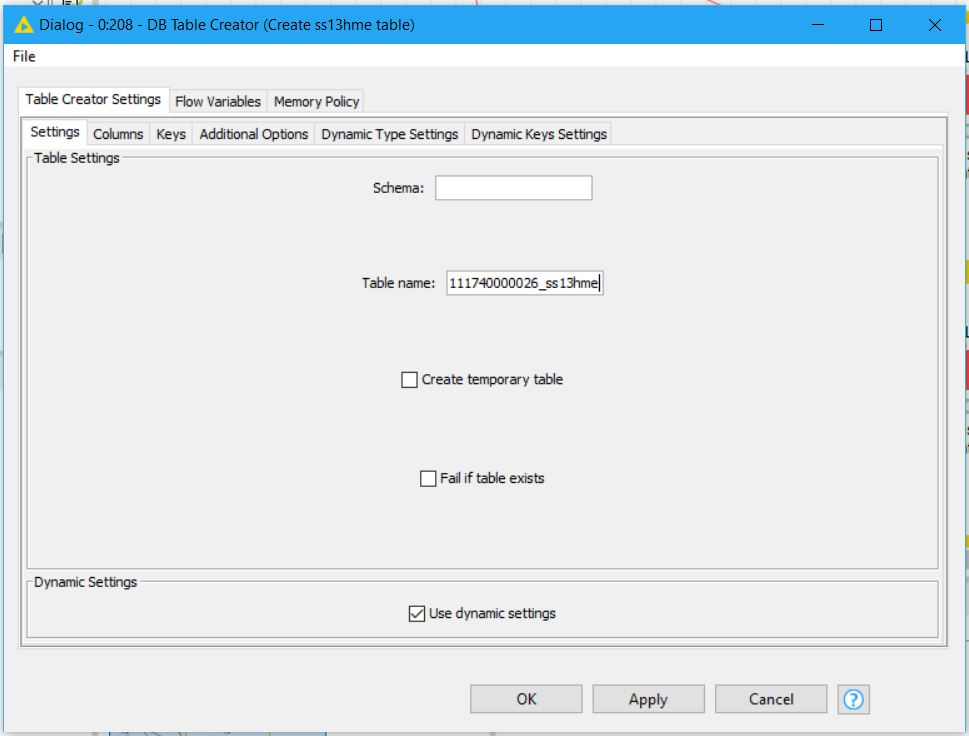 Dialog - 0:208 - DB Table Creator (Create ss13hme table)
File
Table Creator Settings Flow Variables Memory Policy
Settings Columns Keys Additional Options Dynamic Type Settings Dynamic Keys Settings
Table Settings
Schema:
Table name: 111740000026_ss13hme
Create temporary table
Fail if table exists
Dynamic Settings
Use dynamic settings
OK Apply Cancel ?